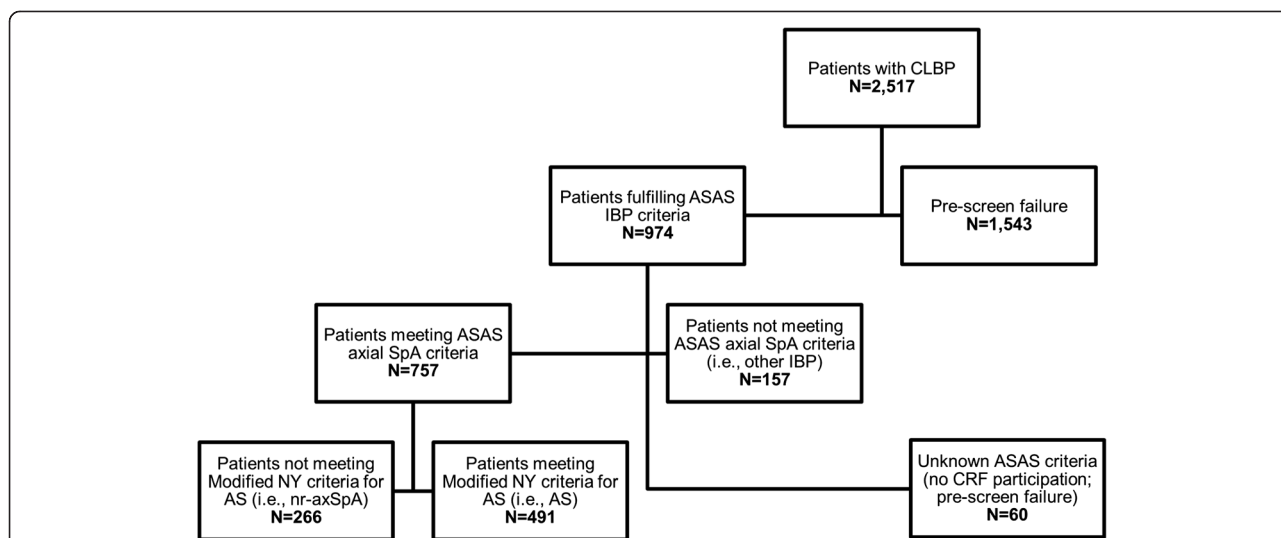 Patients with CLBP
N=2,517
Patients fulfilling ASAS
IBP criteria
N=974
Pre-screen failure
N=1,543
Patients meeting ASAS
axial SpA criteria
N=757
Patients not meeting
ASAS axial SpA criteria
(i.e., other IBP)
N=157
Patients not meeting
Modified NY criteria for
AS (i.e., nr-axSpA)
N=266
Patients meeting
Modified NY criteria for
AS (i.e., AS)
N=491
Unknown ASAS criteria
(no CRF participation;
pre-screen failure)
N=60